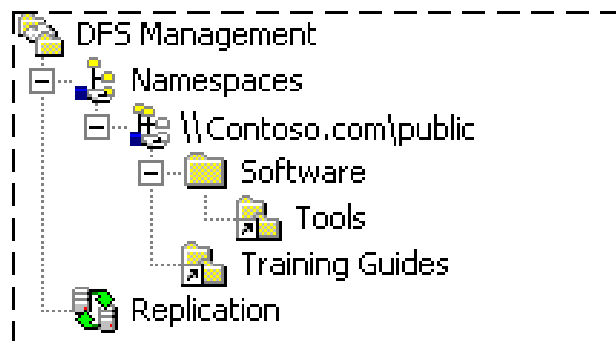 DFS Management
Namespaces
\\Contoso.com\public
Software
Tools
Training Guides
Replication